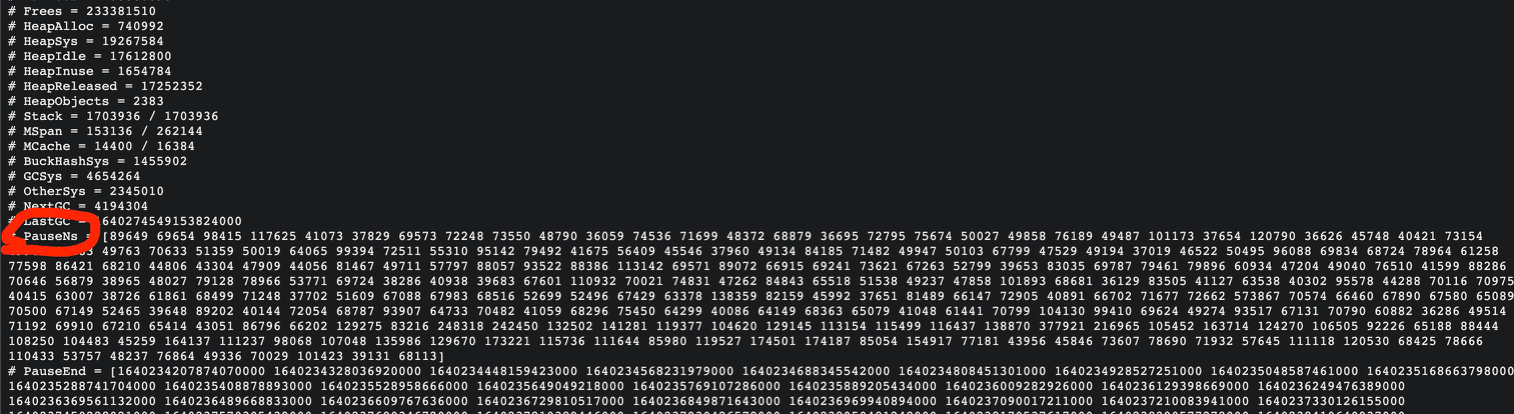 # Frees = 233381510
# HeapAlloc = 740992
# HeapSys = 19267584
# HeapIdle = 17612800
# HeapInuse = 1654784
# HeapReleased = 17252352
# HeapObjects = 2383
# Stack = 1703936 / 1703936
# MSpan = 153136 / 262144
# MCache = 14400 / 16384
# BuckHashSys = 1455902
# GCSys = 4654264
# OtherSys = 2345010
# NextGC = 4194304
# LastGC = 1640274549153824000
# PauseNs = [89649 69654 98415 117625 41073 37829 69573 72248 73550 48790 36059 74536 71699 48372 68879 36695 72795 75674 50027 49858 76189 49487 101173 37654 120790 36626 45748 40421 73154
49763 70633 51359 50019 64065 99394 72511 55310 95142 79492 41675 56409 45546 37960 49134 84185 71482 49947 50103 67799 47529 49194 37019 46522 50495 96088 69834 68724 78964 61258
77598 86421 68210 44806 43304 47909 44056 81467 49711 57797 88057 93522 88386 113142 69571 89072 66915 69241 73621 67263 52799 39653 83035 69787 79461 79896 60934 47204 49040 76510 41599 88286
70646 56879 38965 48027 79128 78966 53771 69724 38286 40938 39683 67601 110932 70021 74831 47262 84843 65518 51538 49237 47858 101893 68681 36129 83505 41127 63538 40302 95578 44288 70116 70975
40415 63007 38726 61861 68499 71248 37702 51609 67088 67983 68516 52699 52496 67429 63378 138359 82159 45992 37651 81489 66147 72905 40891 66702 71677 72662 573867 70574 66460 67890 67580 65089
70500 67149 52465 39648 89202 40144 72054 68787 93907 64733 70482 41059 68296 75450 64299 40086 64149 68363 65079 41048 61441 70799 104130 99410 69624 49274 93517 67131 70790 60882 36286 49514
71192 69910 67210 65414 43051 86796 66202 129275 83216 248318 242450 132502 141281 119377 104620 129145 113154 115499 116437 138870 377921 216965 105452 163714 124270 106505 92226 65188 88444
108250 104483 45259 164137 111237 98068 107048 135986 129670 173221 115736 111644 85980 119527 174501 174187 85054 154917 77181 43956 45846 73607 78690 71932 57645 111118 120530 68425 78666
110433 53757 48237 76864 49336 70029 101423 39131 68113]
# PauseEnd = [1640234207874070000 1640234328036920000 1640234448159423000 1640234568231979000 1640234688345542000 1640234808451301000 1640234928527251000 1640235048587461000 1640235168663798000
1640235288741704000 1640235408878893000 1640235528958666000 1640235649049218000 1640235769107286000 1640235889205434000 1640236009282926000 1640236129398669000 1640236249476389000
1640236369561132000 1640236489668833000 1640236609767636000 1640236729810517000 1640236849871643000 1640236969940894000 1640237090017211000 1640237210083941000 1640237330126155000